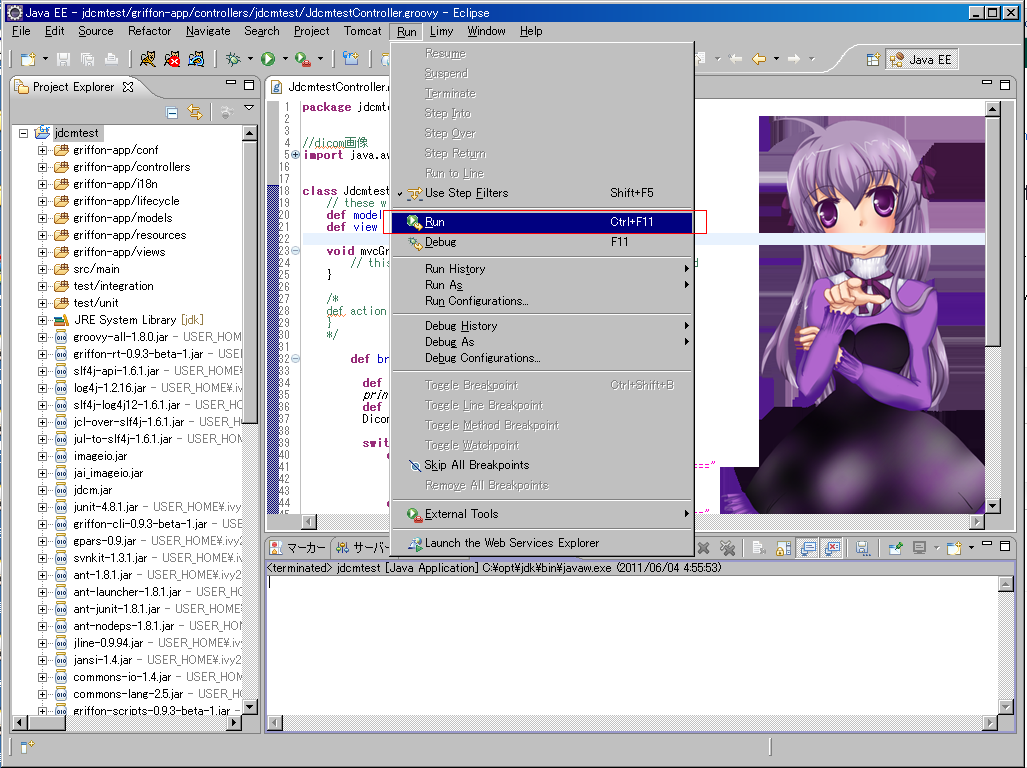 Java EE - jdcmtest/griffon-app/controllers/jdcmtest/JdcmtestController.groovy - Eclipse
File Edit Source Refactor Navigate Search Project Tomcat Run Limy Window Help
Java EE
Project Explorer
jdcmtest
griffon-app/conf
griffon-app/controllers
griffon-app/i18n
griffon-app/lifecycle
griffon-app/models
griffon-app/resources
griffon-app/views
src/main
test/integration
test/unit
JRE System Library [jdk]
groovy-all-1.8.0.jar - USER_HOME
griffon-rt-0.9.3-beta-1.jar - USER_
slf4j-api-1.6.1.jar - USER_HOME¥.i
log4j-1.2.16.jar - USER_HOME¥.iv
slf4j-log4j12-1.6.1.jar - USER_HOM
jcl-over-slf4j-1.6.1.jar - USER_HO
jul-to-slf4j-1.6.1.jar - USER_HOM
imageio.jar
jai_imageio.jar
jdcm.jar
junit-4.8.1.jar - USER_HOME¥.ivy
griffon-cli-0.9.3-beta-1.jar - USER
gpars-0.9.jar - USER_HOME¥.ivy2
svnkit-1.3.1.jar - USER_HOME¥.iv
ant-1.8.1.jar - USER_HOME¥.ivy2
ant-launcher-1.8.1.jar - USER_HO
ant-junit-1.8.1.jar - USER_HOME
ant-nodeps-1.8.1.jar - USER_HOM
jline-0.9.94.jar - USER_HOME¥.ivy
jansi-1.4.jar - USER_HOME¥.ivy2
commons-io-1.4.jar - USER_HOME
commons-lang-2.5.jar - USER_HO
griffon-scripts-0.9.3-beta-1.jar - U
JdcmtestController.
1 package jdcmt
2
3
4 //dicom画像
5 import java.aw
16
17
18 class Jdcmtest
19 // these w
20 def model
21 def view
22
23 void mvcGr
24 // this d
25 }
26
27 /*
28 def action
29 }
30 */
31
32 def br
33
34 def
35 prin
36 def
37 Dico
38
39 swit
40
41 ==="
42
43
44 ="
45
Resume
Suspend
Terminate
Step Into
Step Over
Step Return
Run to Line
Use Step Filters Shift+F5
Run Ctrl+F11
Debug F11
Run History
Run As
Run Configurations...
Debug History
Debug As
Debug Configurations...
Toggle Breakpoint Ctrl+Shift+B
Toggle Line Breakpoint
Toggle Method Breakpoint
Toggle Watchpoint
Skip All Breakpoints
Remove All Breakpoints
External Tools
Launch the Web Services Explorer
マーカー サーバー
<terminated> jdcmtest [Java Application] C:¥opt¥jdk¥bin¥javaw.exe (2011/06/04 4:55:53)